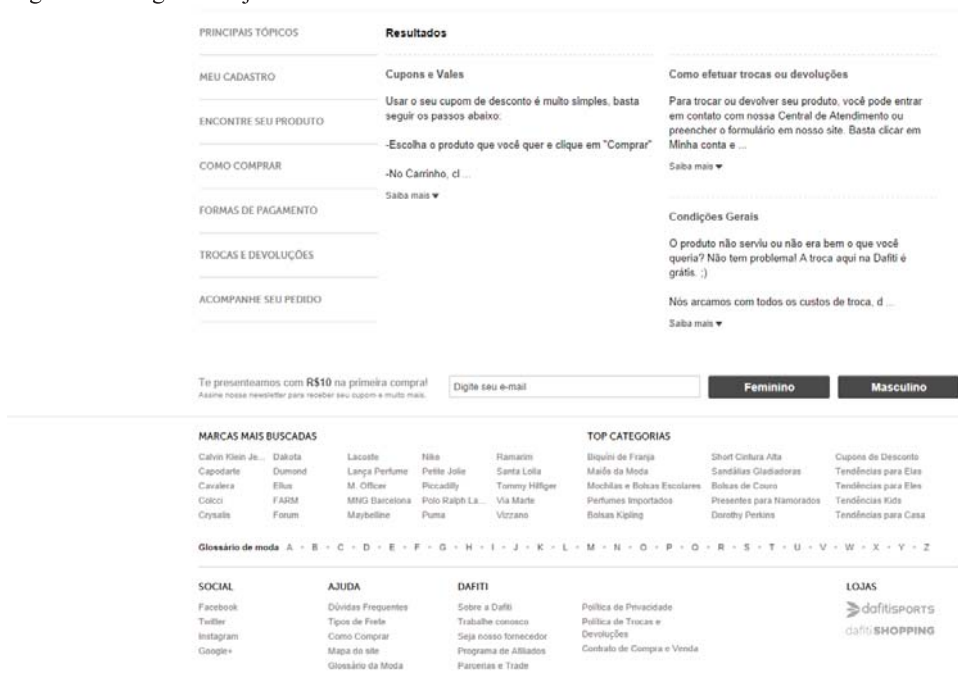 PRINCIPAIS TÓPICOS
MEU CADASTRO
ENCONTRE SEU PRODUTO
COMO COMPRAR
FORMAS DE PAGAMENTO
TROCAS E DEVOLUÇÕES
ACOMPANHE SEU PEDIDO
Resultados
Cupons e Vales
Usar o seu cupom de desconto é muito simples, basta
seguir os passos abaixo:
-Escolha o produto que você quer e clique em "Comprar"
-No Carrinho, cl ...
Saiba mais ▾
Como efetuar trocas ou devoluções
Para trocar ou devolver seu produto, você pode entrar
em contato com nossa Central de Atendimento ou
preencher o formulário em nosso site. Basta clicar em
Minha conta e ...
Saiba mais ▾
Condições Gerais
O produto não serviu ou não era bem o que você
queria? Não tem problema! A troca aqui na Dafiti é
grátis. ;)
Nós arcamos com todos os custos de troca, d ...
Saiba mais ▾
Te presenteamos com R$10 na primeira compra!
Assine nossa newsletter para receber seu cupom e muito mais.
Digite seu e-mail
Feminino
Masculino
MARCAS MAIS BUSCADAS
Calvin Klein Je... Dakota Lacoste Nike Ramarim
Capodarte Dumond Lança Perfume Petite Jolie Santa Lolla
Cavalera Ellus M. Officer Piccadilly Tommy Hilfiger
Colcci FARM MNG Barcelona Polo Ralph La... Via Marte
Crysalis Forum Maybelline Puma Vizzano
TOP CATEGORIAS
Biquíni de Franja Short Cintura Alta Cupons de Desconto
Maiôs da Moda Sandálias Gladiadoras Tendências para Elas
Mochilas e Bolsas Escolares Bolsas de Couro Tendências para Eles
Perfumes Importados Presentes para Namorados Tendências Kids
Bolsas Kipling Dorothy Perkins Tendências para Casa
Glossário de moda A - B - C - D - E - F - G - H - I - J - K - L - M - N - O - P - Q - R - S - T - U - V - W - X - Y - Z
SOCIAL
Facebook
Twitter
Instagram
Google+
AJUDA
Dúvidas Frequentes
Tipos de Frete
Como Comprar
Mapa do site
Glossário da Moda
DAFITI
Sobre a Dafiti
Trabalhe conosco
Seja nosso fornecedor
Programa de Afiliados
Parcerias e Trade
Política de Privacidade
Política de Trocas e
Devoluções
Contrato de Compra e Venda
LOJAS
dafitiSPORTS
dafitiSHOPPING